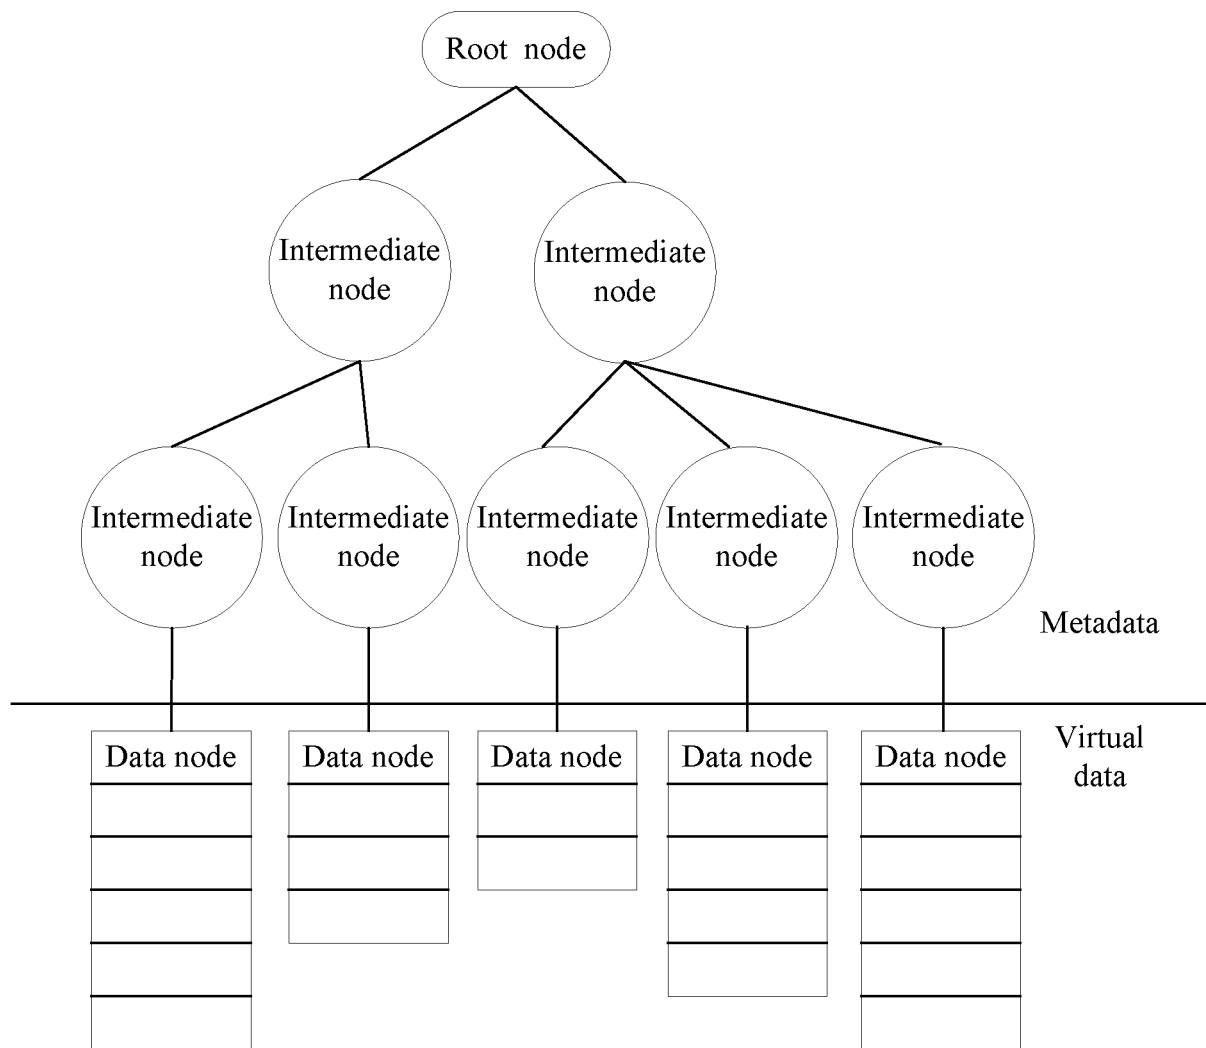 Root node
Intermediate
node
Intermediate
node
Intermediate
node
Intermediate
node
Intermediate
node
Intermediate
node
Intermediate
node
Metadata
Virtual
data
Data node
Data node
Data node
Data node
Data node